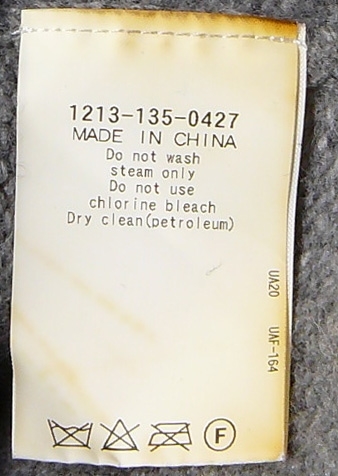 1213-135-0427
MADE IN CHINA
Do not wash
steam only
Do not use
chlorine bleach
Dry clean(petroleum)
UA20 UAF-164
F